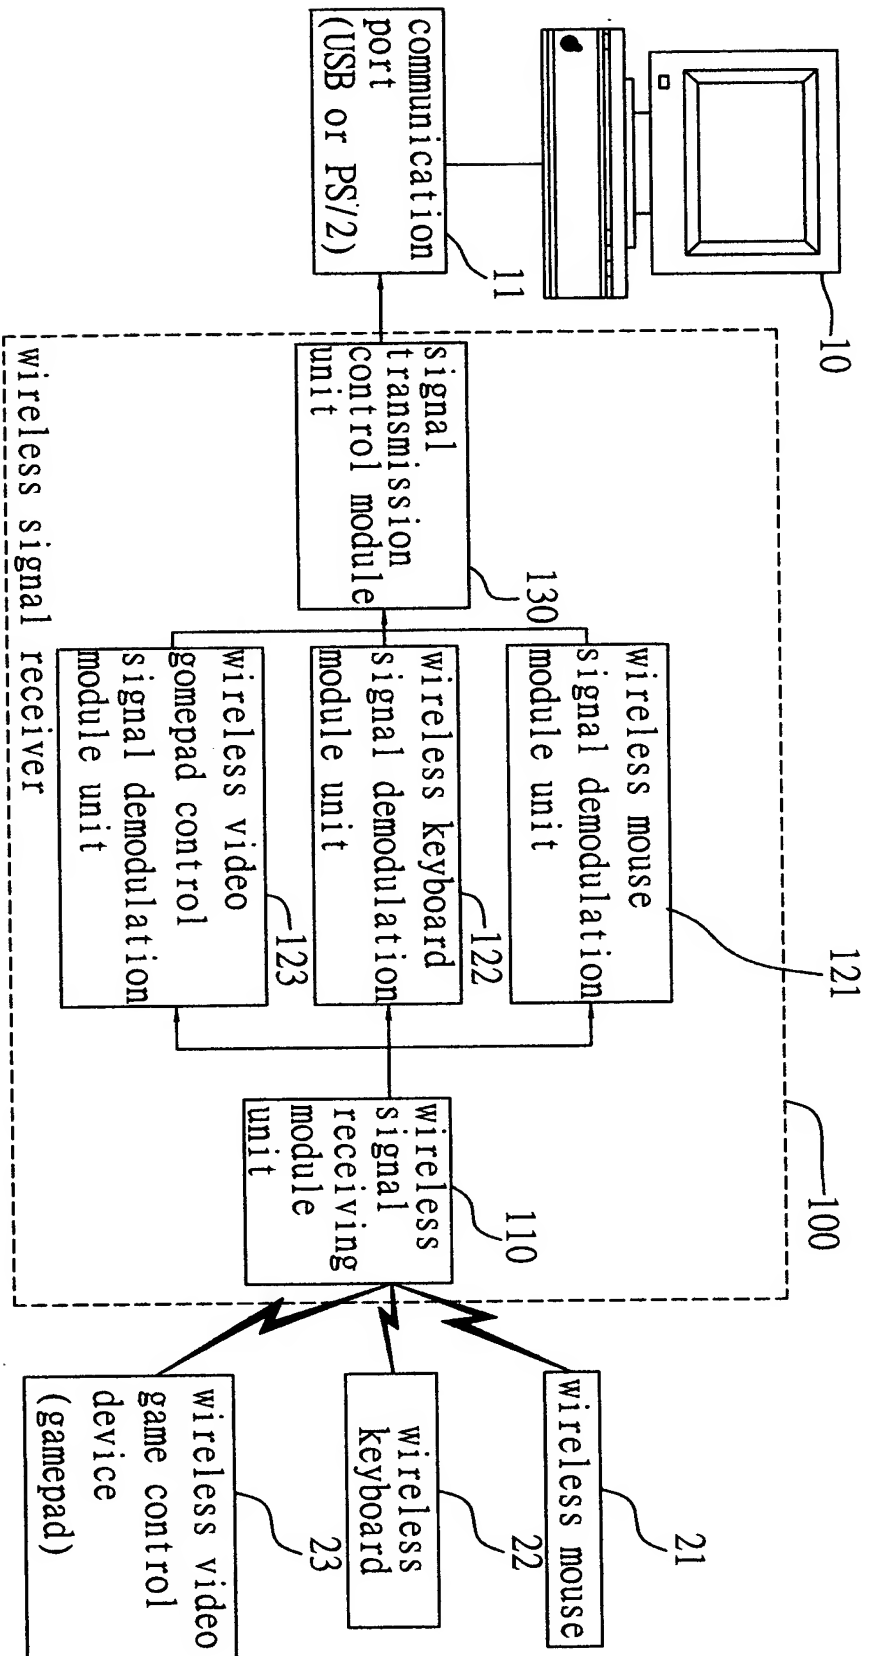 10
communication
port
(USB or PS/2)
11
100
signal
transmission
control module
unit
130
wireless mouse
signal demodulation
module unit
121
wireless keyboard
signal demodulation
module unit
122
wireless video
gomepad control
signal demodulation
module unit
123
wireless
signal
receiving
module
unit
110
wireless signal receiver
wireless mouse
21
wireless
keyboard
22
wireless video
game control
device
(gamepad)
23